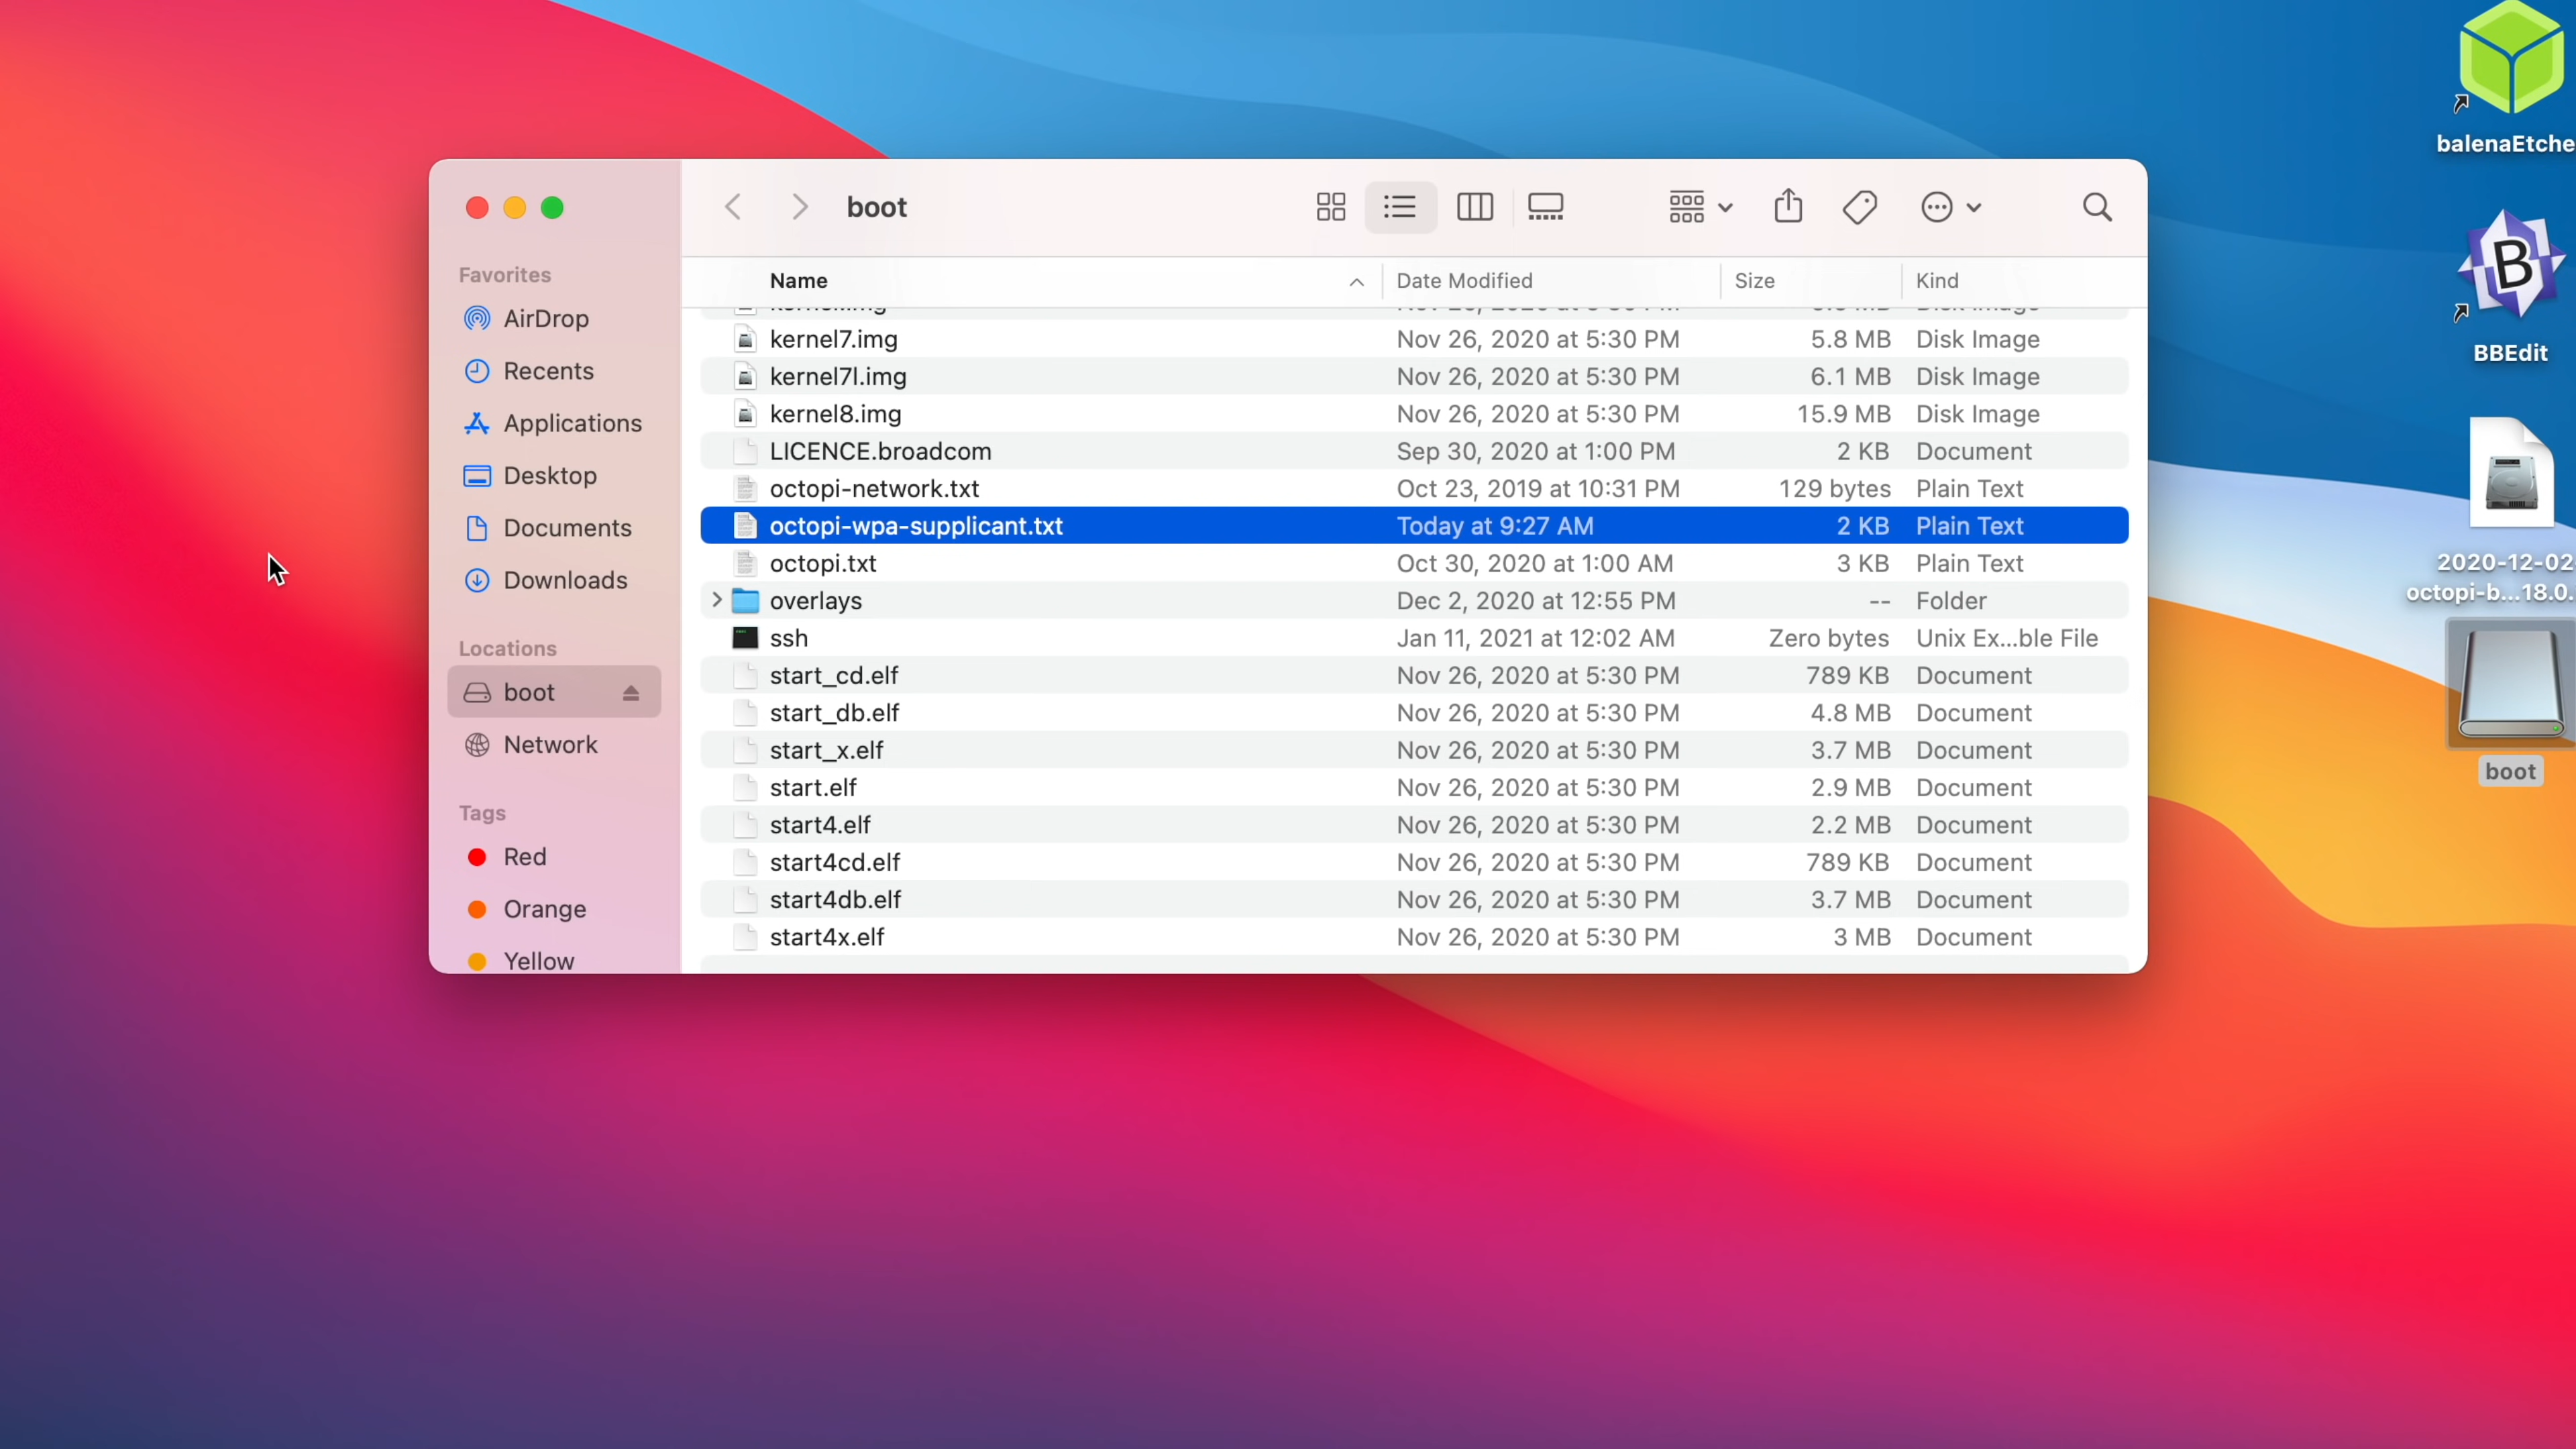 balenaEtche
boot
Favorites
AirDrop
Recents
Applications
Desktop
Documents
Downloads
Locations
boot
Network
Tags
Red
Orange
Yellow
Name Date Modified Size Kind
kernel7.img Nov 26, 2020 at 5:30 PM 5.8 MB Disk Image
kernel7l.img Nov 26, 2020 at 5:30 PM 6.1 MB Disk Image
kernel8.img Nov 26, 2020 at 5:30 PM 15.9 MB Disk Image
LICENCE.broadcom Sep 30, 2020 at 1:00 PM 2 KB Document
octopi-network.txt Oct 23, 2019 at 10:31 PM 129 bytes Plain Text
octopi-wpa-supplicant.txt Today at 9:27 AM 2 KB Plain Text
octopi.txt Oct 30, 2020 at 1:00 AM 3 KB Plain Text
overlays Dec 2, 2020 at 12:55 PM -- Folder
ssh Jan 11, 2021 at 12:02 AM Zero bytes Unix Ex...ble File
start_cd.elf Nov 26, 2020 at 5:30 PM 789 KB Document
start_db.elf Nov 26, 2020 at 5:30 PM 4.8 MB Document
start_x.elf Nov 26, 2020 at 5:30 PM 3.7 MB Document
start.elf Nov 26, 2020 at 5:30 PM 2.9 MB Document
start4.elf Nov 26, 2020 at 5:30 PM 2.2 MB Document
start4cd.elf Nov 26, 2020 at 5:30 PM 789 KB Document
start4db.elf Nov 26, 2020 at 5:30 PM 3.7 MB Document
start4x.elf Nov 26, 2020 at 5:30 PM 3 MB Document
B
BBEdit
2020-12-02
octopi-b...18.0.
boot